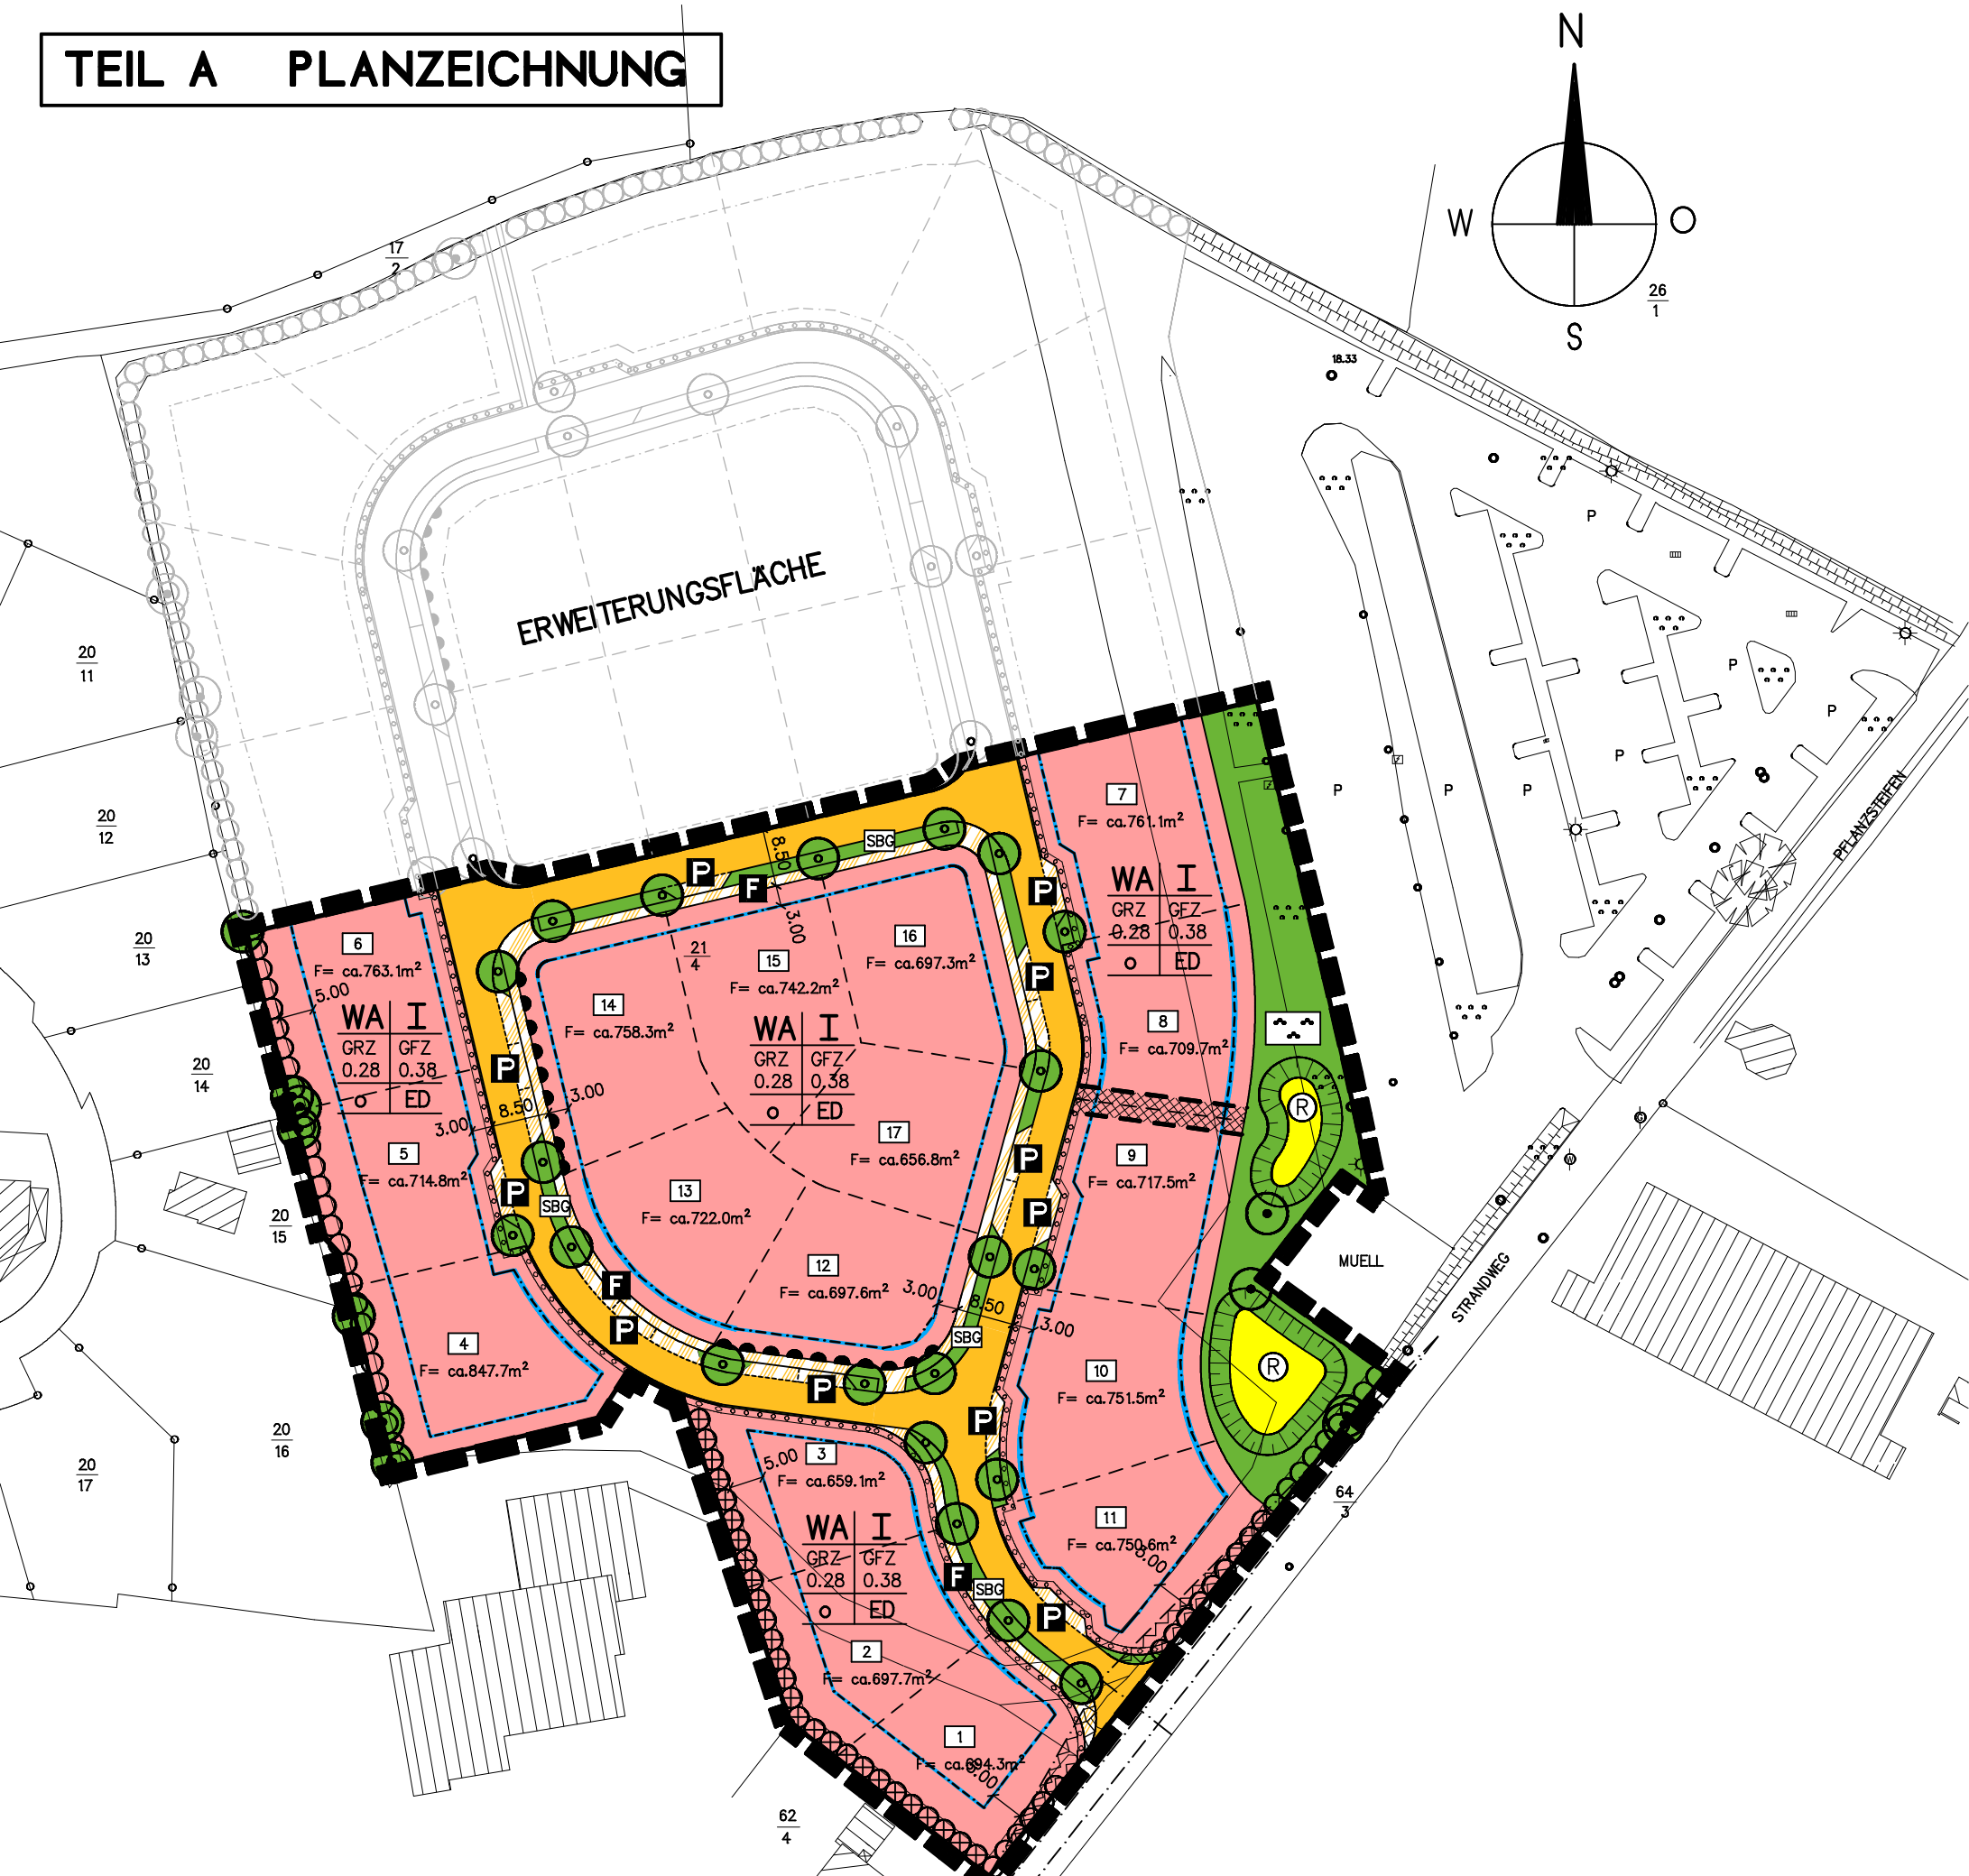 TEIL A PLANZEICHNUNG
N
W
O
S
26
1
17
2
18.33
ERWEITERUNGSFLÄCHE
P
P
P
P
P
P
P
P
20
11
20
12
20
13
20
14
20
15
20
16
20
17
PFLANZSTEIFEN
7
F= ca.761.1m²
WA I
GRZ GFZ
0.28 0.38
o ED
8
F= ca.709.7m²
SBG
8.50
3.00
P
F
P
P
6
F= ca.763.1m²
5.00
WA I
GRZ GFZ
0.28 0.38
o ED
21
4
16
F= ca.697.3m²
15
F= ca.742.2m²
14
F= ca.758.3m²
WA I
GRZ GFZ
0.28 0.38
o ED
P
8.50
3.00
3.00
5
F= ca.714.8m²
P
SBG
17
F= ca.656.8m²
13
F= ca.722.0m²
12
F= ca.697.6m²
P
P
9
F= ca.717.5m²
R
MUELL
STRANDWEG
G
W
F
P
3.00
8.50
3.00
SBG
4
F= ca.847.7m²
P
P
10
F= ca.751.5m²
R
64
3
3
5.00
F= ca.659.1m²
WA I
GRZ GFZ
0.28 0.38
o ED
11
F= ca.750.6m²
5.00
F
SBG
P
2
F= ca.697.7m²
1
F= ca.694.3m²
5.00
62
4